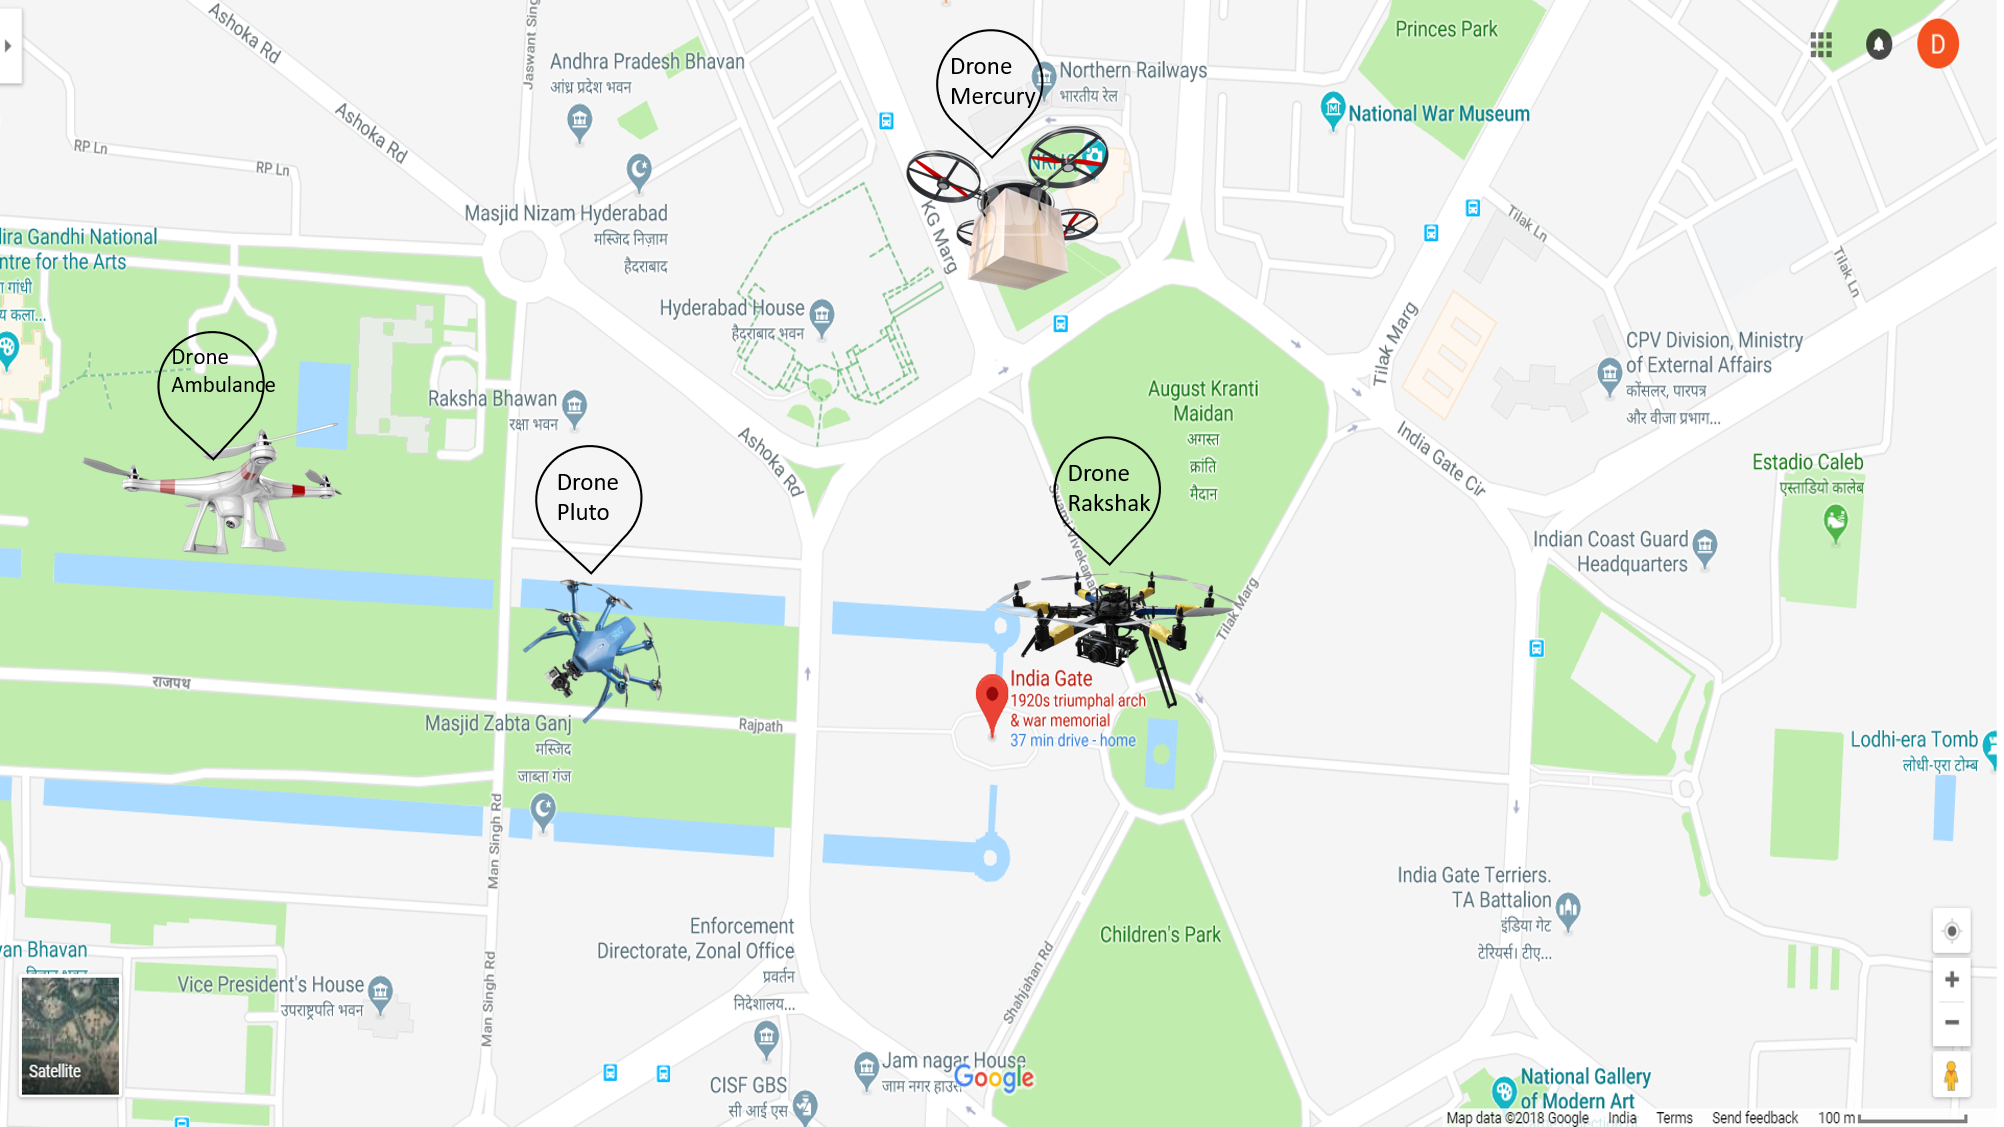 Ashoka Rd
Jaswant Sing
Princes Park
D
Andhra Pradesh Bhavan
आंध्र प्रदेश भवन
Drone
Mercury
Northern Railways
भारतीय रेल
National War Museum
Ashoka Rd
RP Ln
RP Ln
NRHS
Masjid Nizam Hyderabad
मस्जिद निज़ाम
हैदराबाद
KG Marg
Tilak Ln
Tilak Ln
dira Gandhi National
ntre for the Arts
ा गांधी
य कला...
Hyderabad House
हैदराबाद भवन
Tilak Marg
CPV Division, Ministry
of External Affairs
कोंसलर, पारपत्र
और वीजा प्रभाग...
Drone
Ambulance
Raksha Bhawan
रक्षा भवन
August Kranti
Maidan
अगस्त
क्रांति
मैदान
Ashoka Rd
India Gate Cir
Estadio Caleb
एस्ताडियो कालेब
Drone
Pluto
Drone
Rakshak
Swami Vivekanan
Indian Coast Guard
Headquarters
Tilak Marg
राजपथ
India Gate
1920s triumphal arch
& war memorial
37 min drive - home
Rajpath
Masjid Zabta Ganj
मस्जिद
जाब्ता गंज
Lodhi-era Tomb
लोधी-एरा टोम्ब
Man Singh Rd
India Gate Terriers.
TA Battalion
इंडिया गेट
टेरियर्स। टीए...
Enforcement
Directorate, Zonal Office
प्रवर्तन
निदेशालय...
Children's Park
Shahjahan Rd
van Bhavan
Vice President's House
उपराष्ट्रपति भवन
Man Singh Rd
Satellite
Jam nagar House
जाम नगर हाउस
Google
CISF GBS
सी आई एस
National Gallery
of Modern Art
Map data ©2018 Google India Terms Send feedback 100 m